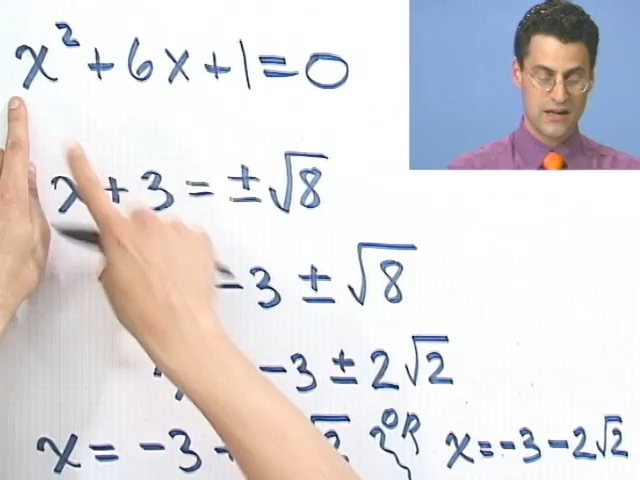 x² + 6x + 1 = 0
x + 3 = ± √8
-3 ± √8
-3 ± 2√2
x = -3 OR x = -3 - 2√2